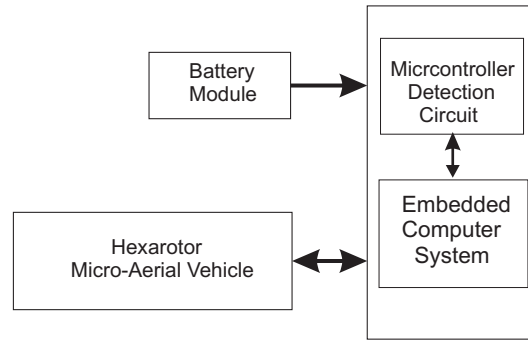 Battery
Module
Micrcontroller
Detection
Circuit
Embedded
Computer
System
Hexarotor
Micro-Aerial Vehicle